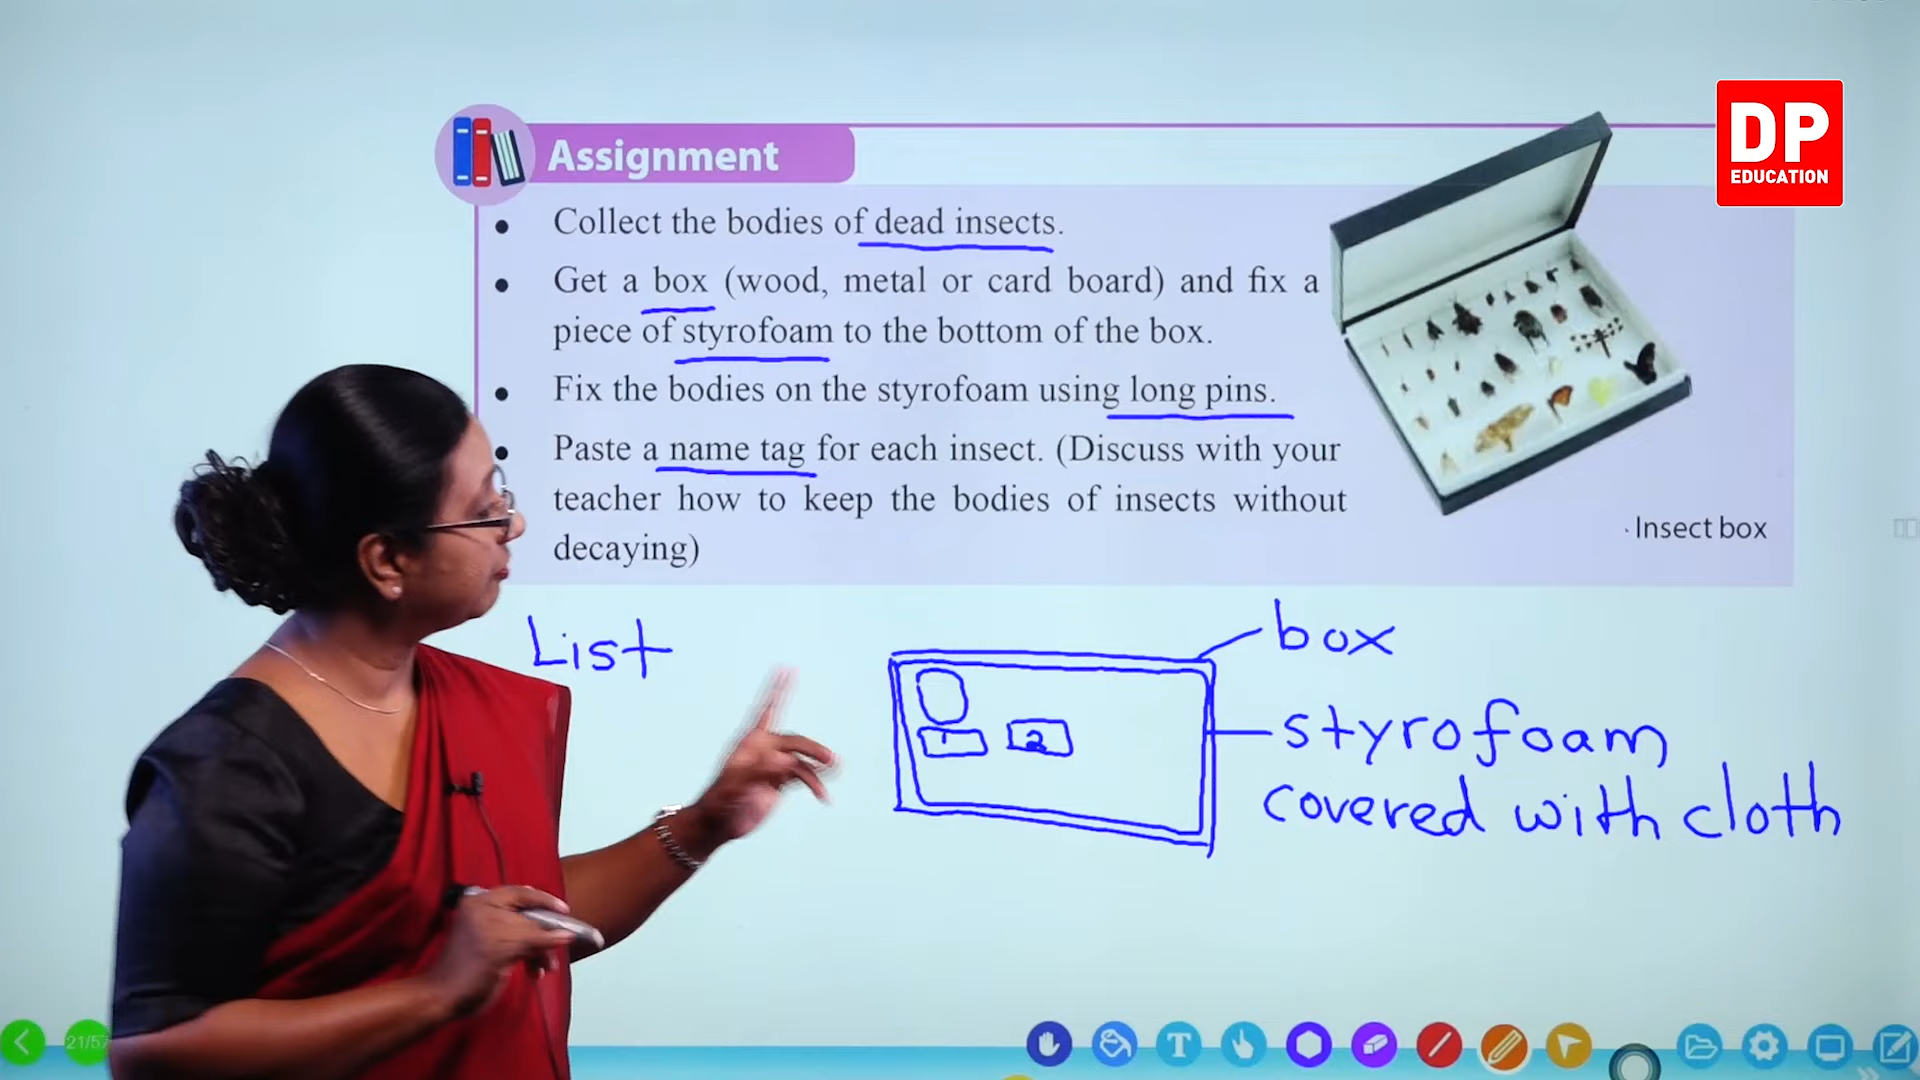 DP
EDUCATION
Assignment
• Collect the bodies of dead insects.
• Get a box (wood, metal or card board) and fix a
piece of styrofoam to the bottom of the box.
• Fix the bodies on the styrofoam using long pins.
• Paste a name tag for each insect. (Discuss with your
teacher how to keep the bodies of insects without
decaying)
Insect box
List
box
1
2
styrofoam
covered with cloth
21/57
T